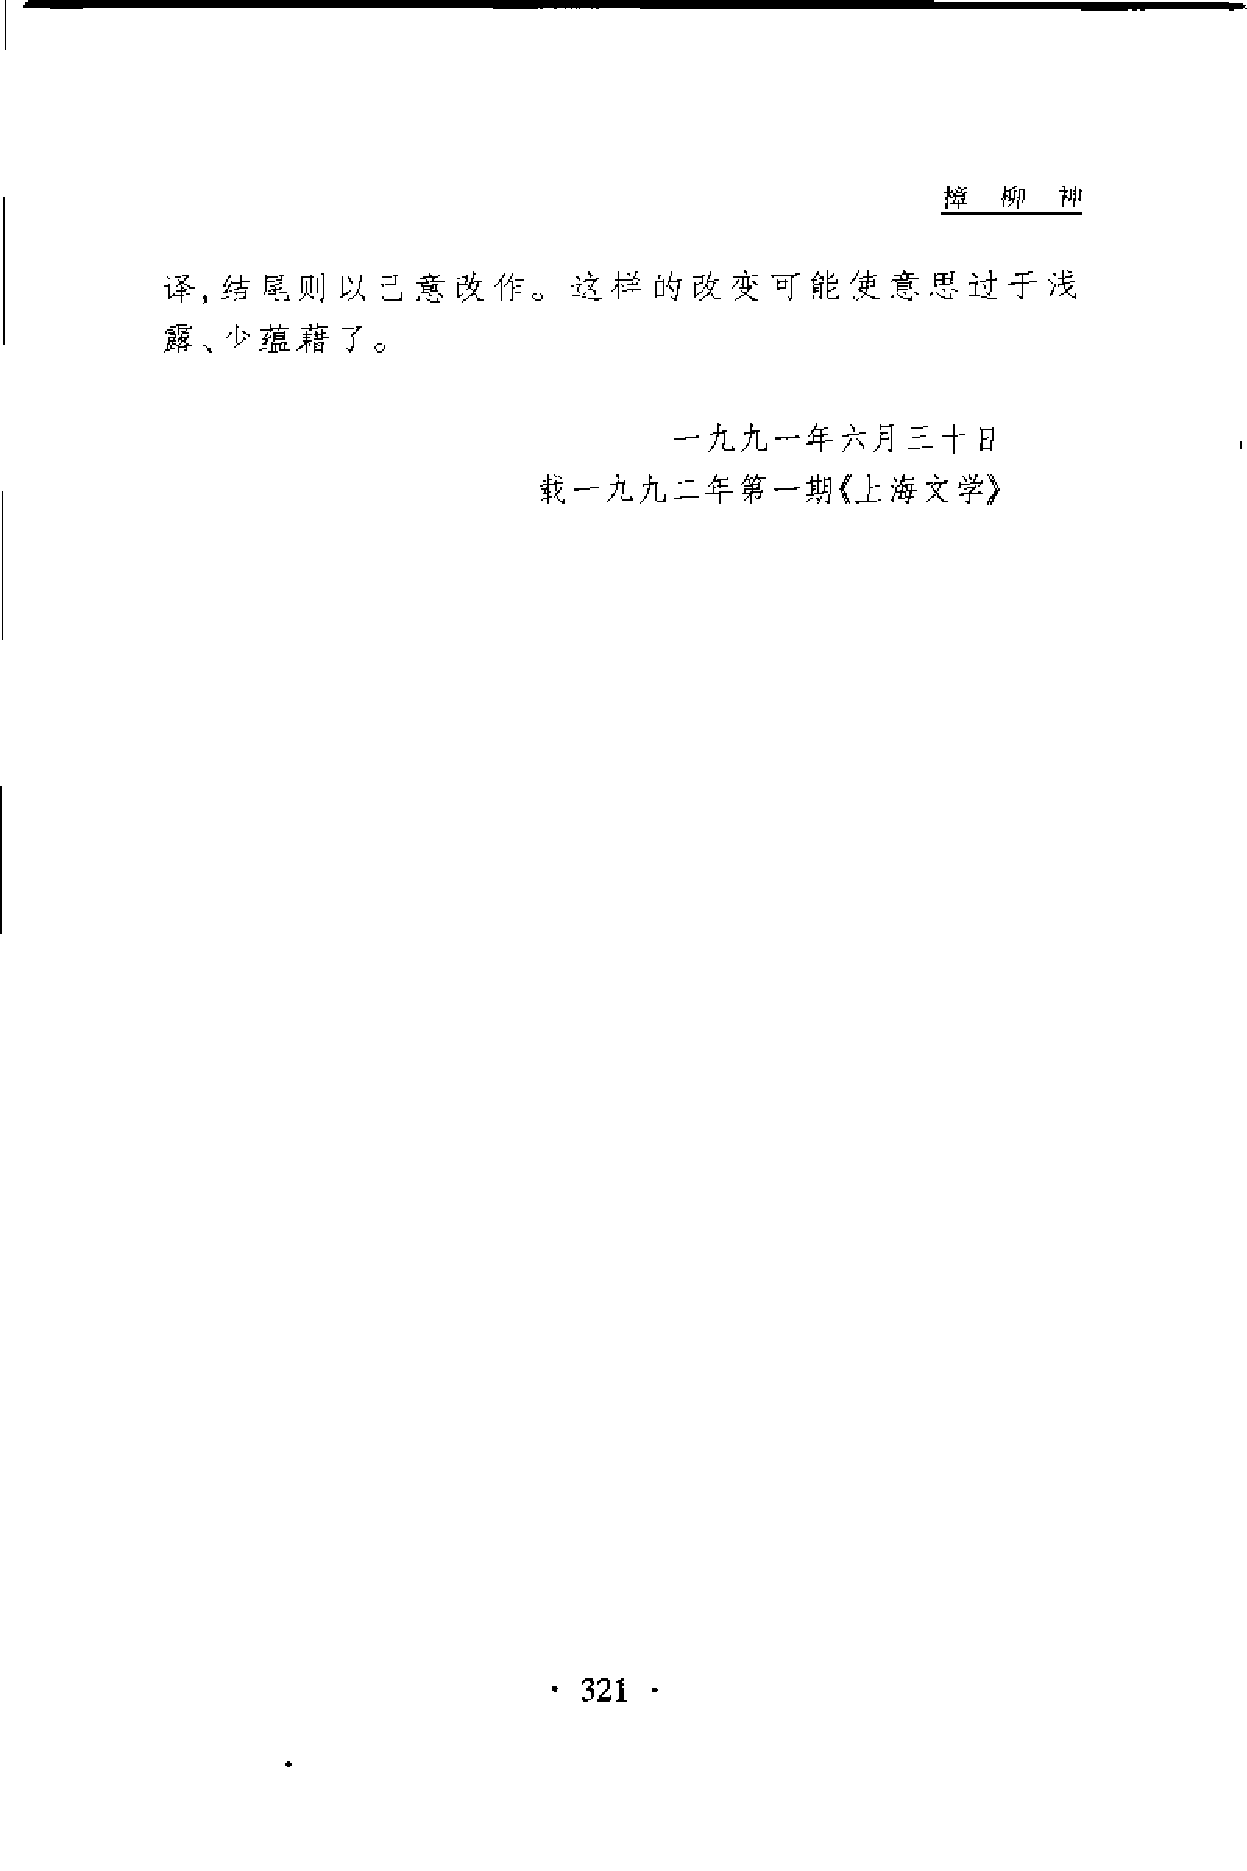 樟柳神
译,结尾则以己意改作。这样的改变可能使意思过于浅
露、少蕴藉了。
一九九一年六月三十日
载一九九二年第一期《上海文学》
· 321 ·